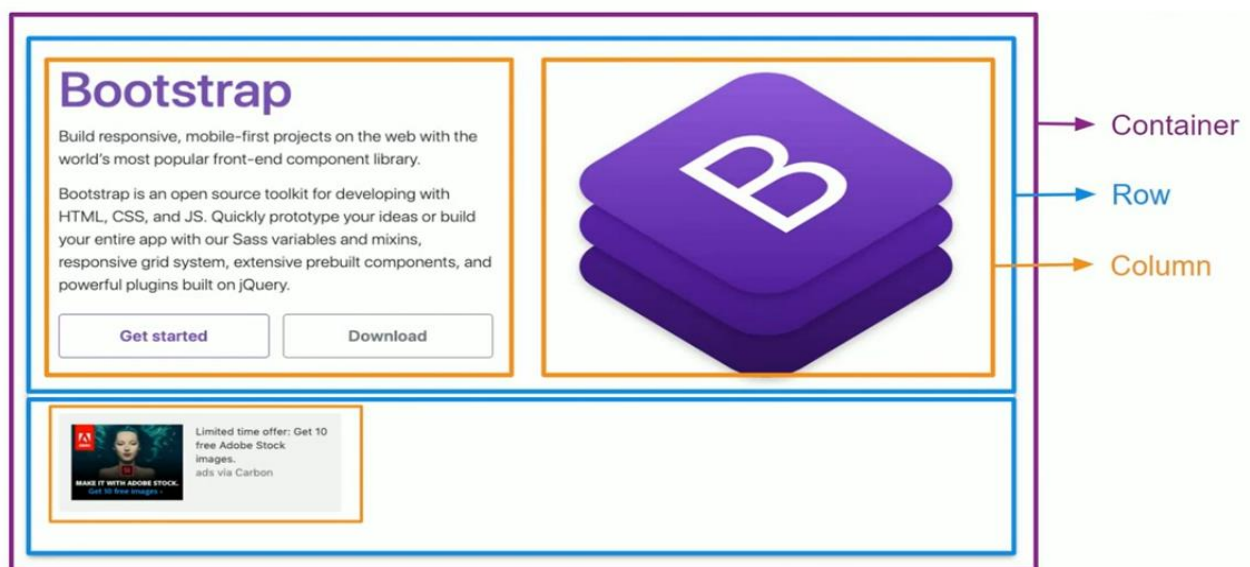 Bootstrap
Build responsive, mobile-first projects on the web with the
world's most popular front-end component library.
Bootstrap is an open source toolkit for developing with
HTML, CSS, and JS. Quickly prototype your ideas or build
your entire app with our Sass variables and mixins,
responsive grid system, extensive prebuilt components, and
powerful plugins built on jQuery.
Get started
Download
B
Container
Row
Column
Adobe
St
MAKE IT WITH ADOBE STOCK.
Get 10 free images ›
Limited time offer: Get 10
free Adobe Stock
images.
ads via Carbon